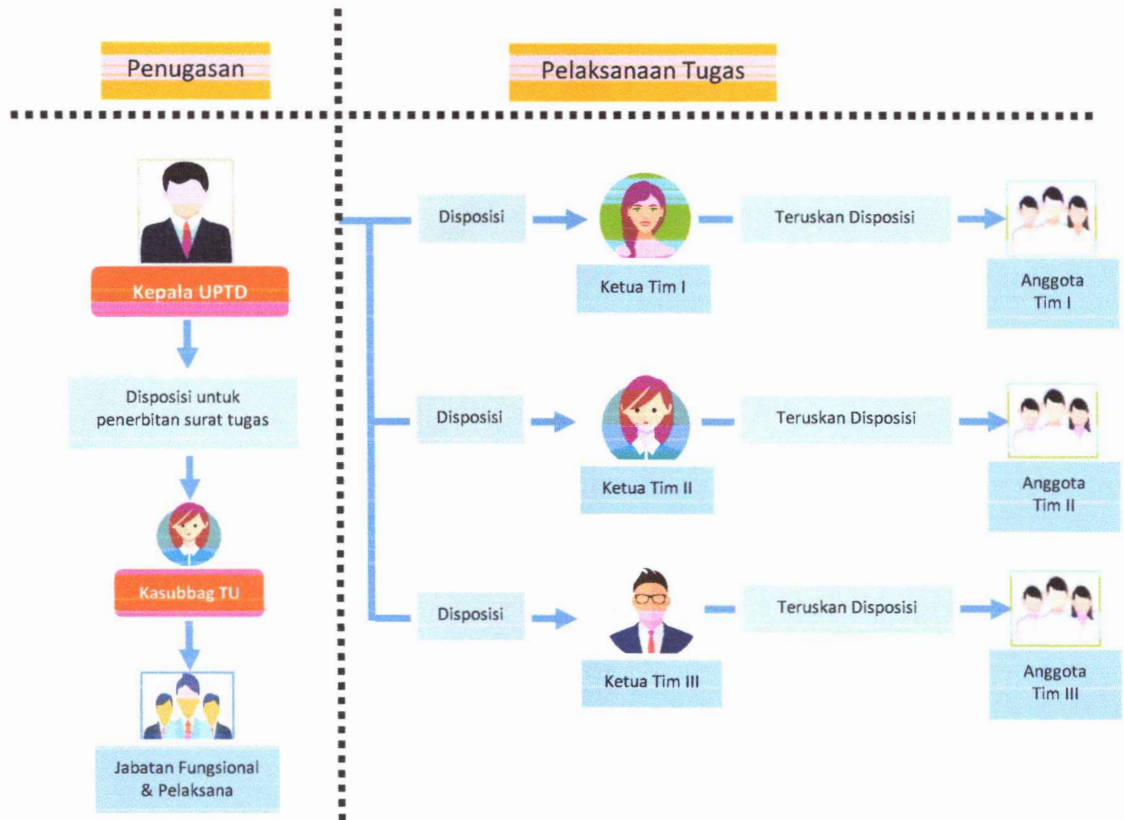 Penugasan
Pelaksanaan Tugas
Kepala UPTD
Disposisi untuk
penerbitan surat tugas
Kasubbag TU
Jabatan Fungsional
& Pelaksana
Disposisi
Ketua Tim I
Teruskan Disposisi
Anggota
Tim I
Disposisi
Ketua Tim II
Teruskan Disposisi
Anggota
Tim II
Disposisi
Ketua Tim III
Teruskan Disposisi
Anggota
Tim III